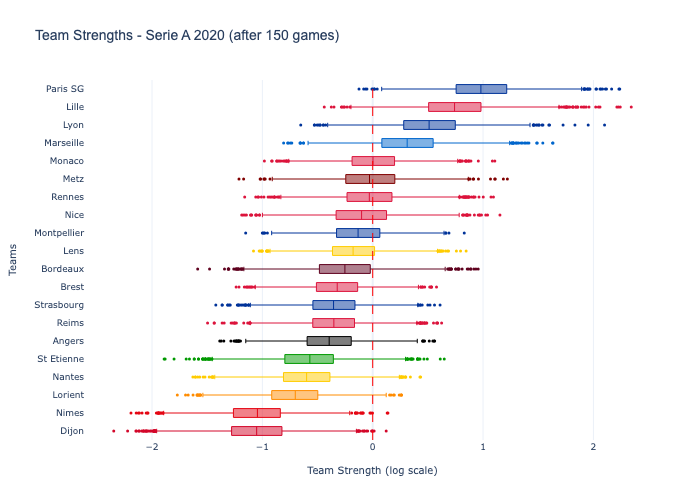 Team Strengths - Serie A 2020 (after 150 games)
Paris SG
Lille
Lyon
Marseille
Monaco
Metz
Rennes
Nice
Montpellier
Lens
Bordeaux
Brest
Strasbourg
Reims
Angers
St Etienne
Nantes
Lorient
Nimes
Dijon
Teams
−2 −1 0 1 2
Team Strength (log scale)